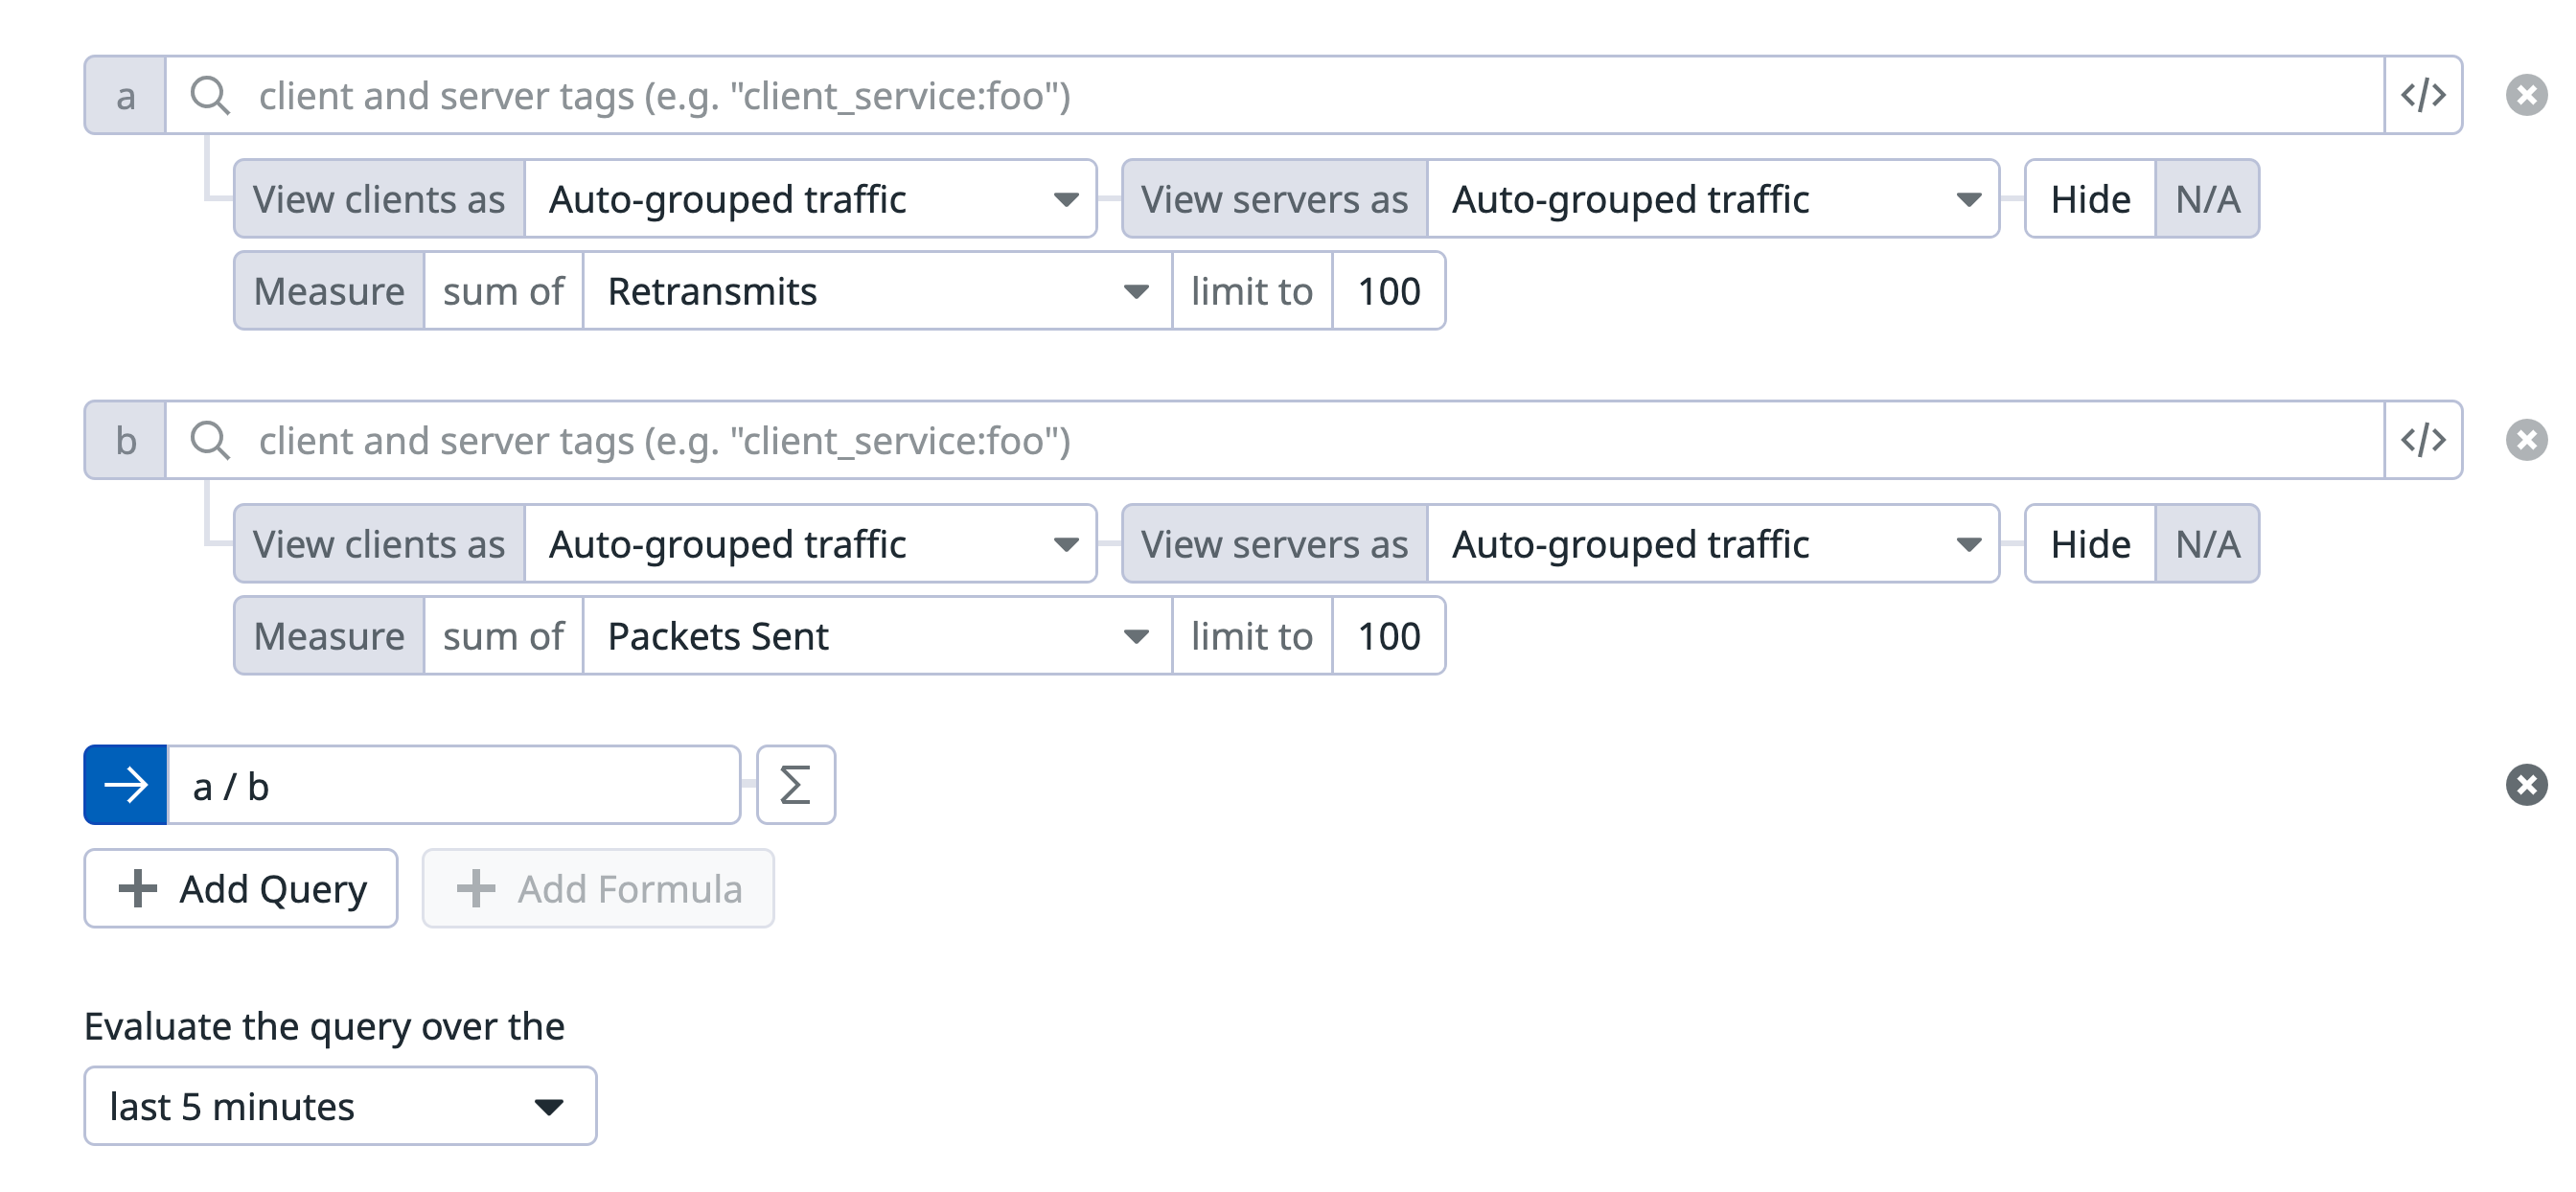 a client and server tags (e.g. "client_service:foo") </>
View clients as Auto-grouped traffic View servers as Auto-grouped traffic Hide N/A
Measure sum of Retransmits limit to 100
b client and server tags (e.g. "client_service:foo") </>
View clients as Auto-grouped traffic View servers as Auto-grouped traffic Hide N/A
Measure sum of Packets Sent limit to 100
a / b Σ
Add Query Add Formula
Evaluate the query over the
last 5 minutes